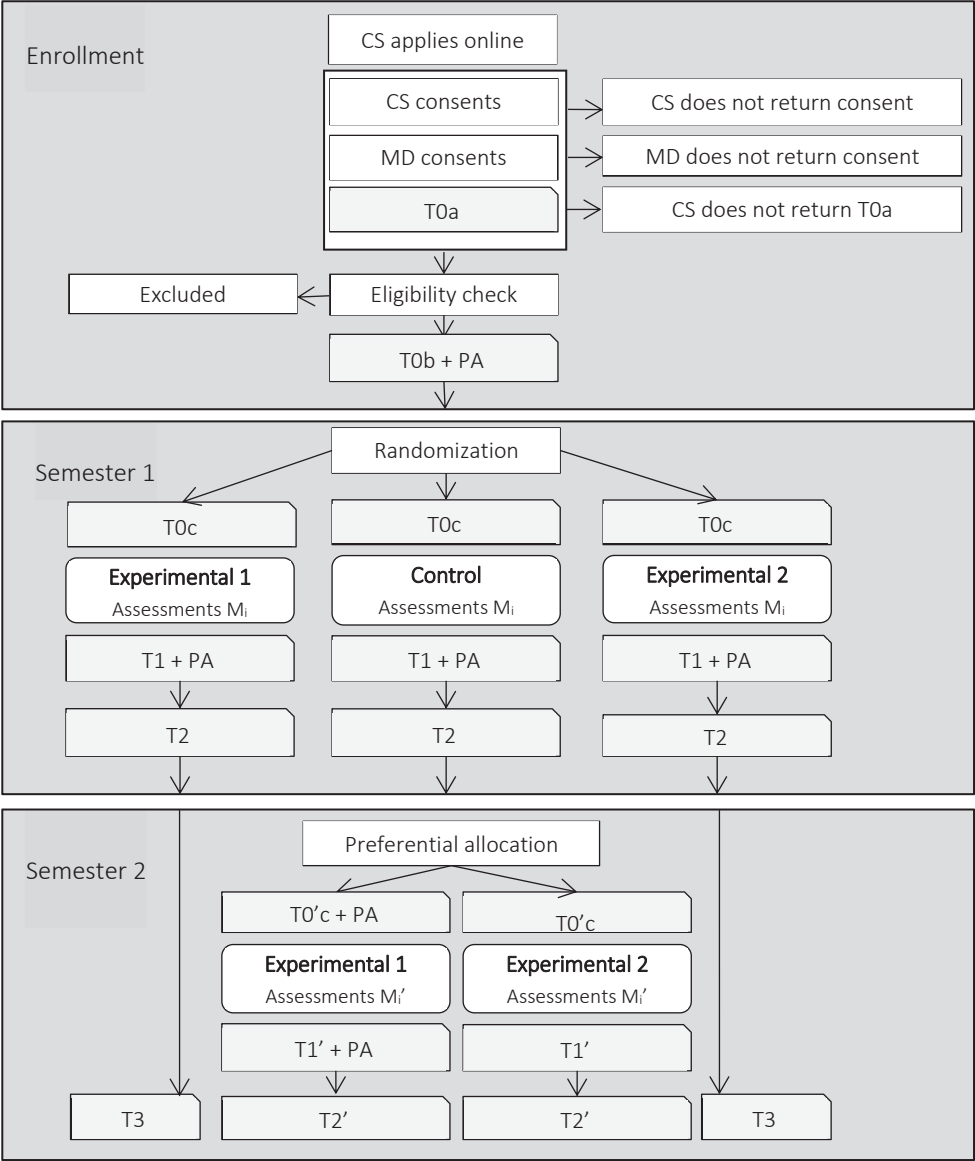 Enrollment
CS applies online
CS consents
CS does not return consent
MD consents
MD does not return consent
T0a
CS does not return T0a
Excluded
Eligibility check
T0b + PA
Semester 1
Randomization
T0c
T0c
T0c
Experimental 1
Assessments Mᵢ
Control
Assessments Mᵢ
Experimental 2
Assessments Mᵢ
T1 + PA
T1 + PA
T1 + PA
T2
T2
T2
Semester 2
Preferential allocation
T0’c + PA
T0’c
Experimental 1
Assessments Mᵢ’
Experimental 2
Assessments Mᵢ’
T1’ + PA
T1’
T3
T2’
T2’
T3